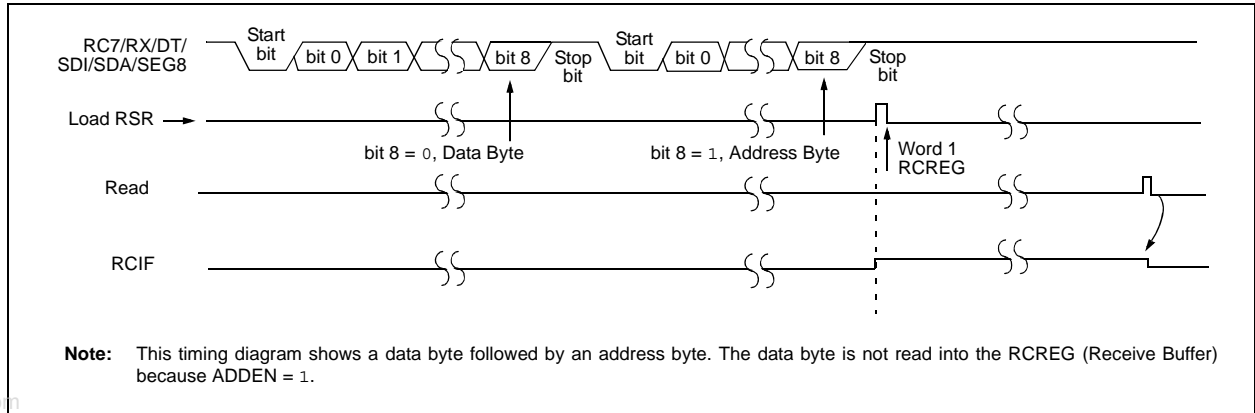 RC7/RX/DT/
SDI/SDA/SEG8
Start
bit
bit 0
bit 1
bit 8
Stop
bit
Start
bit
bit 0
bit 8
Stop
bit
Load RSR
bit 8 = 0, Data Byte
bit 8 = 1, Address Byte
Word 1
RCREG
Read
RCIF
Note: This timing diagram shows a data byte followed by an address byte. The data byte is not read into the RCREG (Receive Buffer)
because ADDEN = 1.